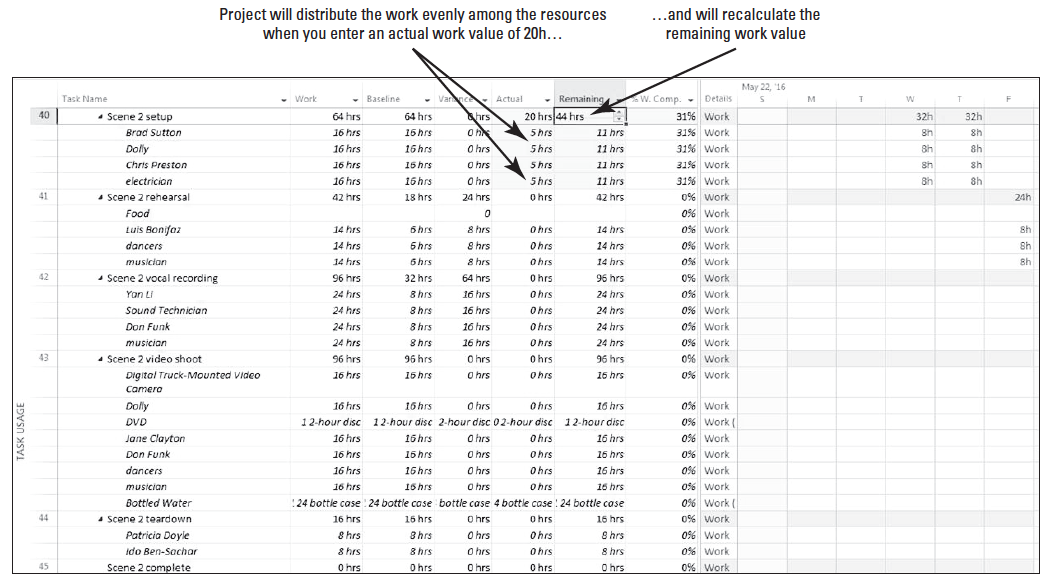 Project will distribute the work evenly among the resources
when you enter an actual work value of 20h…
…and will recalculate the
remaining work value
May 22, '16
Task Name Work Baseline Variance Actual Remaining % W. Comp. Details S M T W T F
40 Scene 2 setup 64 hrs 64 hrs 0 hrs 20 hrs 44 hrs 31% Work 32h 32h
Brad Sutton 16 hrs 16 hrs 0 hrs 5 hrs 11 hrs 31% Work 8h 8h
Dolly 16 hrs 16 hrs 0 hrs 5 hrs 11 hrs 31% Work 8h 8h
Chris Preston 16 hrs 16 hrs 0 hrs 5 hrs 11 hrs 31% Work 8h 8h
electrician 16 hrs 16 hrs 0 hrs 5 hrs 11 hrs 31% Work 8h 8h
41 Scene 2 rehearsal 42 hrs 18 hrs 24 hrs 0 hrs 42 hrs 0% Work 24h
Food 0 0% Work
Luis Bonifaz 14 hrs 6 hrs 8 hrs 0 hrs 14 hrs 0% Work 8h
dancers 14 hrs 6 hrs 8 hrs 0 hrs 14 hrs 0% Work 8h
musician 14 hrs 6 hrs 8 hrs 0 hrs 14 hrs 0% Work 8h
42 Scene 2 vocal recording 96 hrs 32 hrs 64 hrs 0 hrs 96 hrs 0% Work
Yan Li 24 hrs 8 hrs 16 hrs 0 hrs 24 hrs 0% Work
Sound Technician 24 hrs 8 hrs 16 hrs 0 hrs 24 hrs 0% Work
Don Funk 24 hrs 8 hrs 16 hrs 0 hrs 24 hrs 0% Work
musician 24 hrs 8 hrs 16 hrs 0 hrs 24 hrs 0% Work
43 Scene 2 video shoot 96 hrs 96 hrs 0 hrs 0 hrs 96 hrs 0% Work
Digital Truck-Mounted Video 16 hrs 16 hrs 0 hrs 0 hrs 16 hrs 0% Work
Camera
Dolly 16 hrs 16 hrs 0 hrs 0 hrs 16 hrs 0% Work
DVD 1 2-hour disc 1 2-hour disc 2-hour disc 0 2-hour disc 1 2-hour disc 0% Work (
Jane Clayton 16 hrs 16 hrs 0 hrs 0 hrs 16 hrs 0% Work
Don Funk 16 hrs 16 hrs 0 hrs 0 hrs 16 hrs 0% Work
dancers 16 hrs 16 hrs 0 hrs 0 hrs 16 hrs 0% Work
musician 16 hrs 16 hrs 0 hrs 0 hrs 16 hrs 0% Work
Bottled Water 24 bottle case 24 bottle case bottle case 4 bottle case 24 bottle case 0% Work (
44 Scene 2 teardown 16 hrs 16 hrs 0 hrs 0 hrs 16 hrs 0% Work
Patricia Doyle 8 hrs 8 hrs 0 hrs 0 hrs 8 hrs 0% Work
Ido Ben-Sachar 8 hrs 8 hrs 0 hrs 0 hrs 8 hrs 0% Work
45 Scene 2 complete 0 hrs 0 hrs 0 hrs 0 hrs 0 hrs 0% Work
TASK USAGE